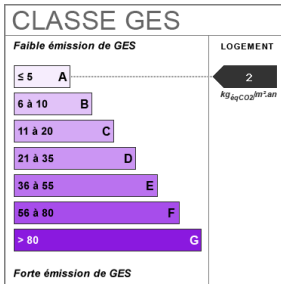 CLASSE GES
Faible émission de GES
LOGEMENT
≤ 5 A
2
kgéqCO2/m².an
6 à 10 B
11 à 20 C
21 à 35 D
36 à 55 E
56 à 80 F
> 80 G
Forte émission de GES